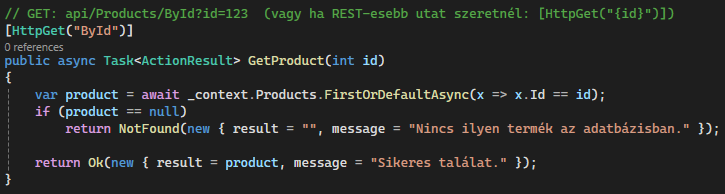 // GET: api/Products/ById?id=123  (vagy ha REST-esebb utat szeretnél: [HttpGet("{id}")])
[HttpGet("ById")]
0 references
public async Task<ActionResult> GetProduct(int id)
{
    var product = await _context.Products.FirstOrDefaultAsync(x => x.Id == id);
    if (product == null)
        return NotFound(new { result = "", message = "Nincs ilyen termék az adatbázisban." });
    return Ok(new { result = product, message = "Sikeres találat." });
}